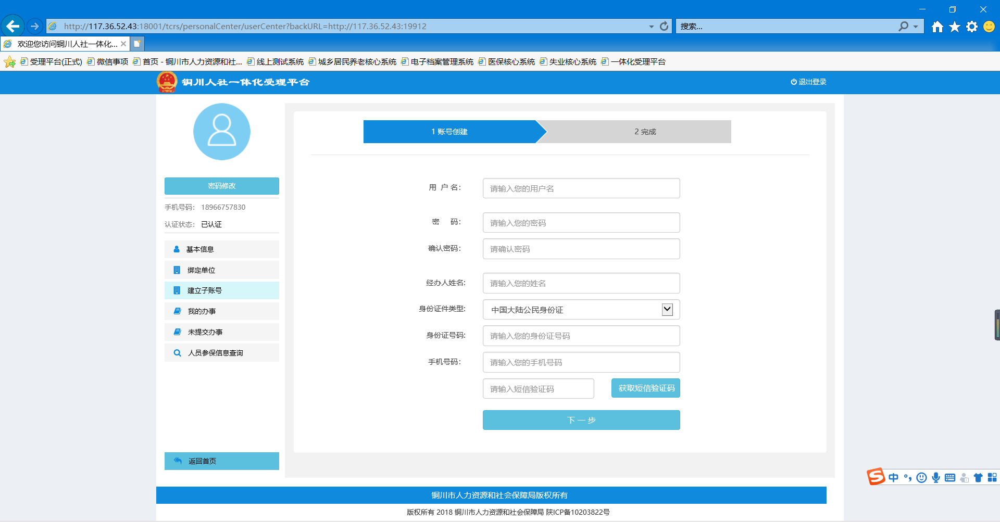 http://117.36.52.43:18001/tcrs/personalCenter/userCenter?backURL=http://117.36.52.43:19912
搜索...
欢迎您访问铜川人社一体化...
受理平台(正式) 微信事项 首页 - 铜川市人力资源和社... 线上测试系统 城乡居民养老核心系统 电子档案管理系统 医保核心系统 失业核心系统 一体化受理平台
铜川人社一体化受理平台
退出登录
密码修改
手机号码: 18966757830
认证状态: 已认证
基本信息
绑定单位
建立子账号
我的办事
未提交办事
人员参保信息查询
返回首页
1 账号创建
2 完成
用 户 名: 请输入您的用户名
密 码: 请输入您的密码
确认密码: 请确认密码
经办人姓名: 请输入您的姓名
身份证件类型: 中国大陆公民身份证
身份证号码: 请输入您的身份证号码
手机号码: 请输入您的手机号码
请输入短信验证码 获取短信验证码
下 一 步
中
铜川市人力资源和社会保障局版权所有
版权所有 2018 铜川市人力资源和社会保障局 陕ICP备10203822号